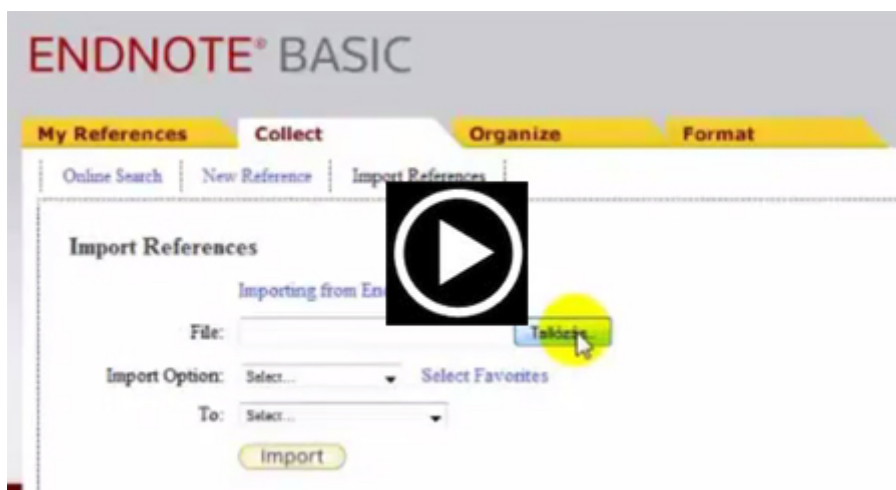 ENDNOTE® BASIC
My References Collect Organize Format
Online Search New Reference Import References
Import References
Importing from
File: Tallózás...
Import Option: Select... Select Favorites
To: Select...
Import